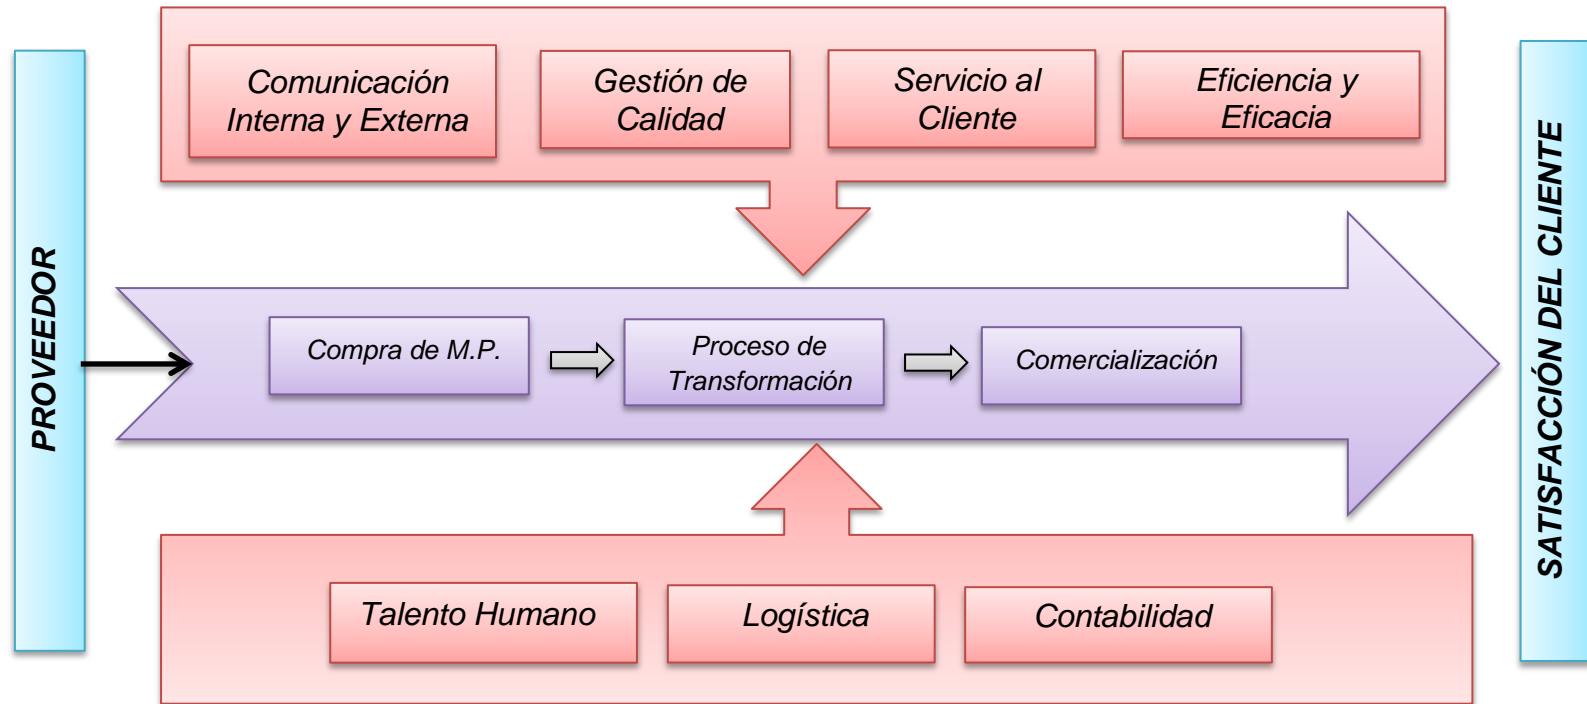 Comunicación
Interna y Externa
Gestión de
Calidad
Servicio al
Cliente
Eficiencia y
Eficacia
PROVEEDOR
Compra de M.P.
Proceso de
Transformación
Comercialización
SATISFACCIÓN DEL CLIENTE
Talento Humano
Logística
Contabilidad